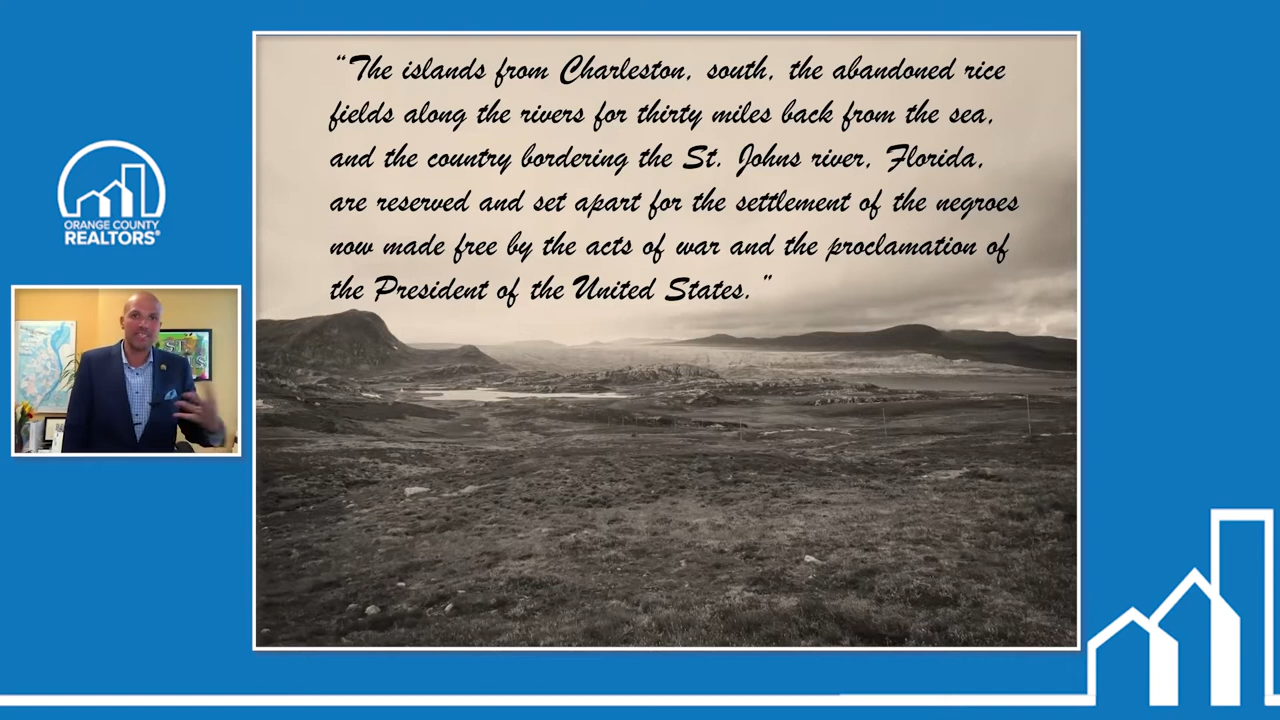 “The islands from Charleston, south, the abandoned rice
fields along the rivers for thirty miles back from the sea,
and the country bordering the St. Johns river, Florida,
are reserved and set apart for the settlement of the negroes
now made free by the acts of war and the proclamation of
the President of the United States.”
ORANGE COUNTY
REALTORS®